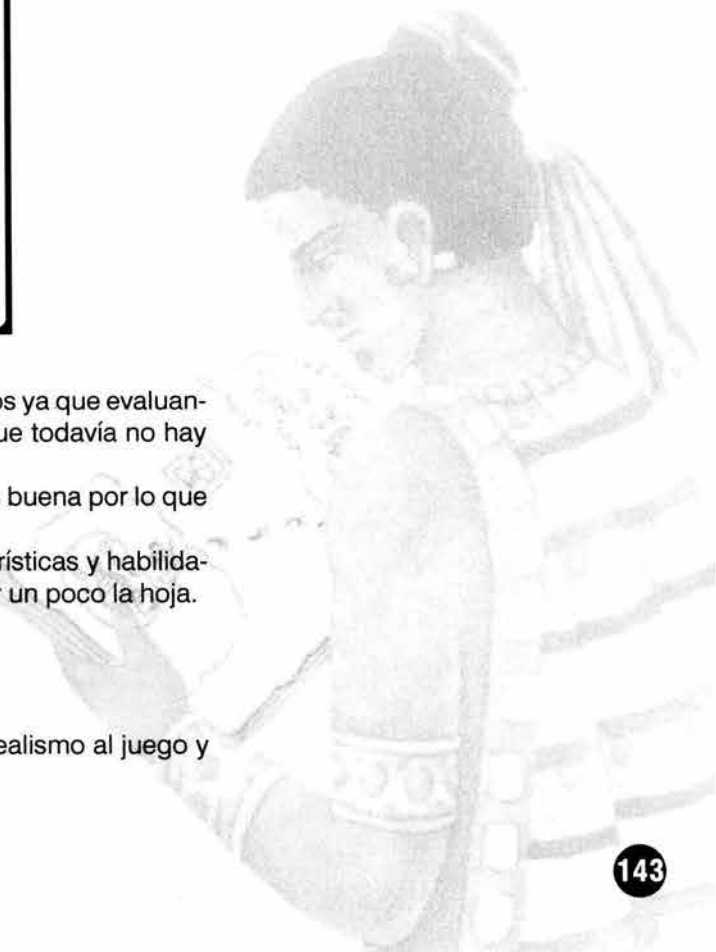 os ya que evaluan-
ue todavía no hay
buena por lo que
rísticas y habilida-
r un poco la hoja.
ealismo al juego y
143